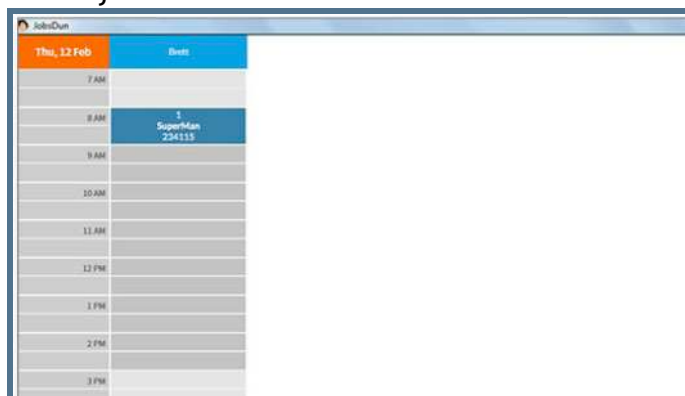 JobsDun
Thu, 12 Feb
Brett
7 AM
8 AM
1
SuperMan
234115
9 AM
10 AM
11 AM
12 PM
1 PM
2 PM
3 PM